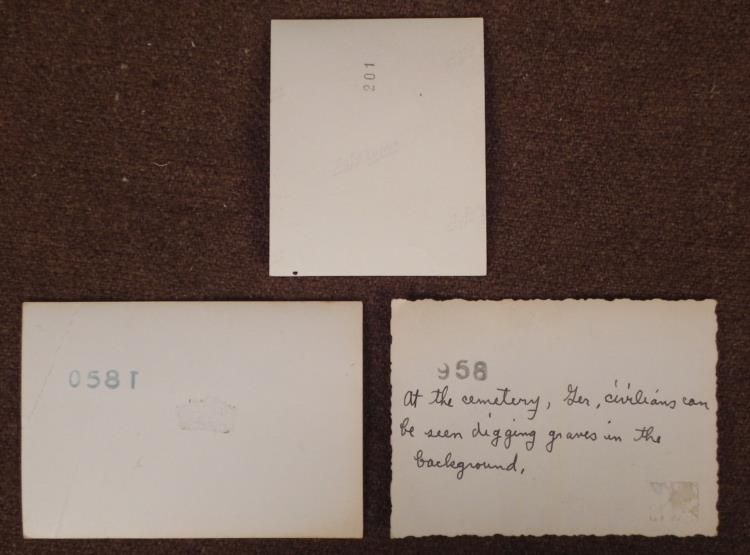 201
0581
958
At the cemetery, Ger, civilians can
be seen digging graves in the
background.